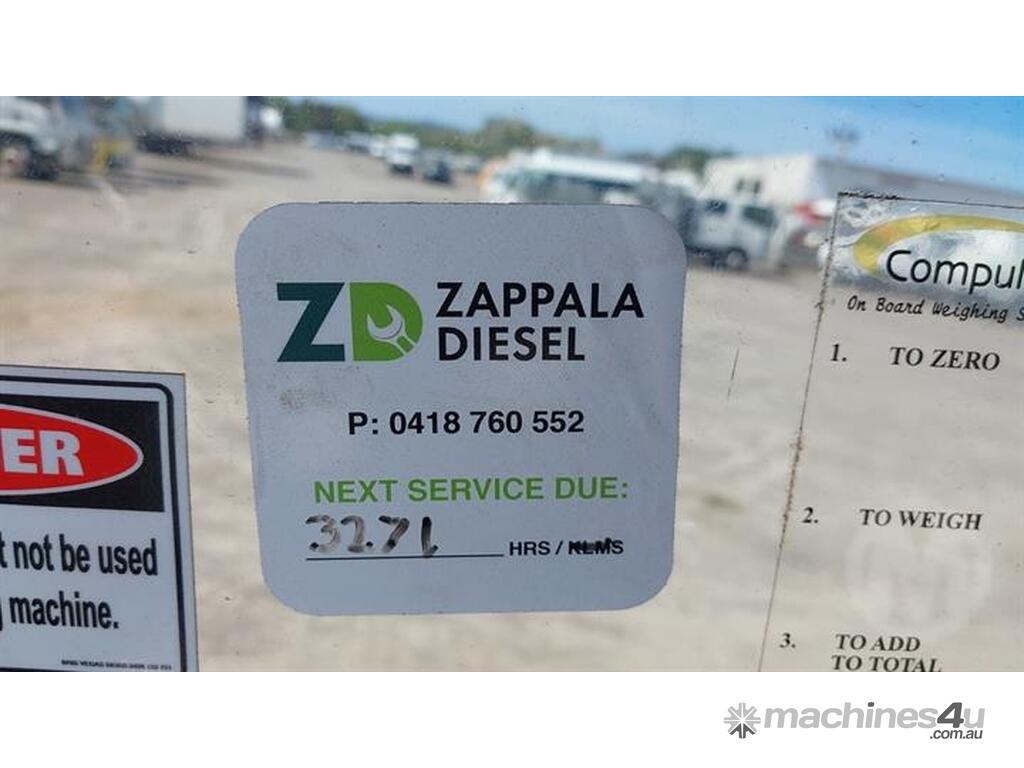 ZD ZAPPALA
DIESEL
P: 0418 760 552
NEXT SERVICE DUE:
3271 HRS / KLMS
ER
t not be used
machine.
Compul
On Board Weighing S
1. TO ZERO
2. TO WEIGH
3. TO ADD
TO TOTAL
machines4u
.com.au